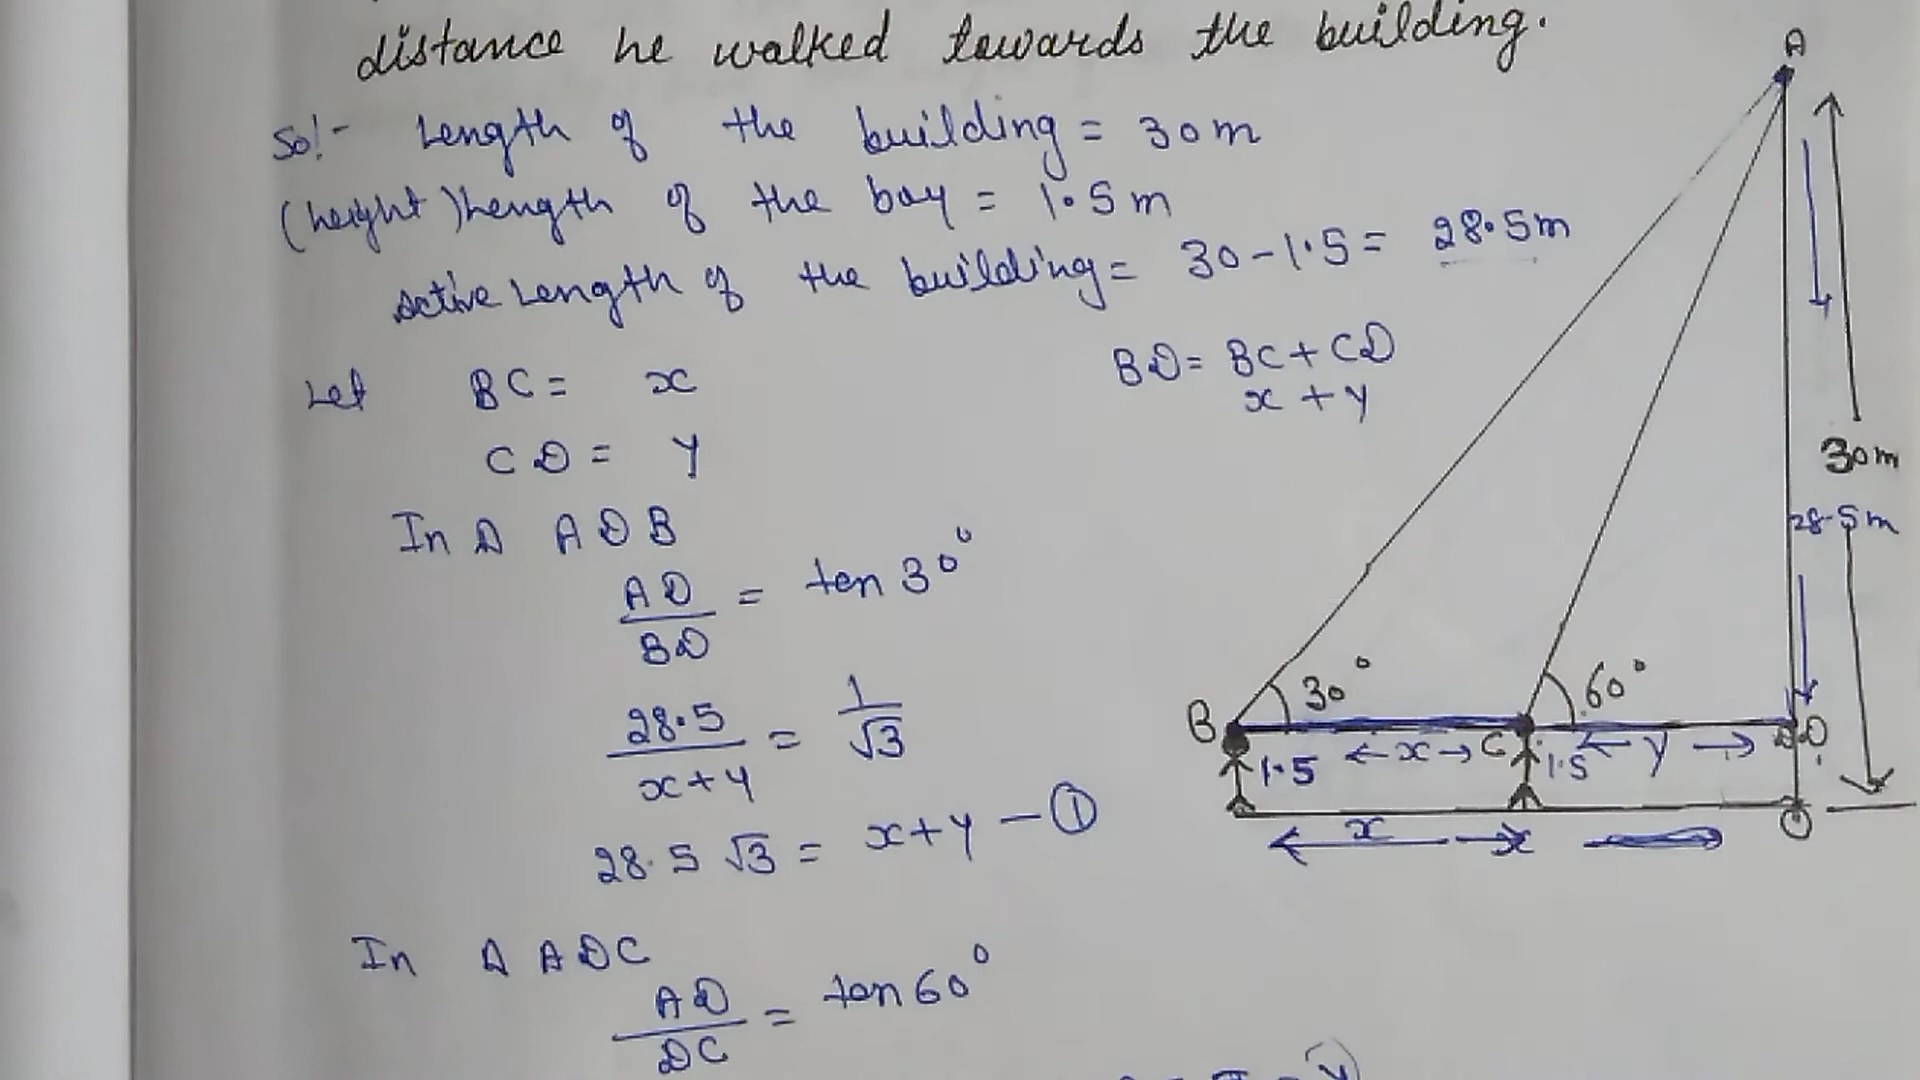 distance he walked towards the building.
Sol- Length of the building = 30m
(height) Length of the boy = 1.5m
Active Length of the building = 30-1.5 = 28.5m
Let BC = x
BD = BC + CD
x + y
CD = y
In Δ ADB
AD/BD = tan 30°
28.5/x+y = 1/√3
28.5 √3 = x+y - ①
In Δ ADC
AD/DC = tan 60°
A
30m
28.5m
B 30° 60°
1.5 ←x→ C 1.5 ←y→ D
x